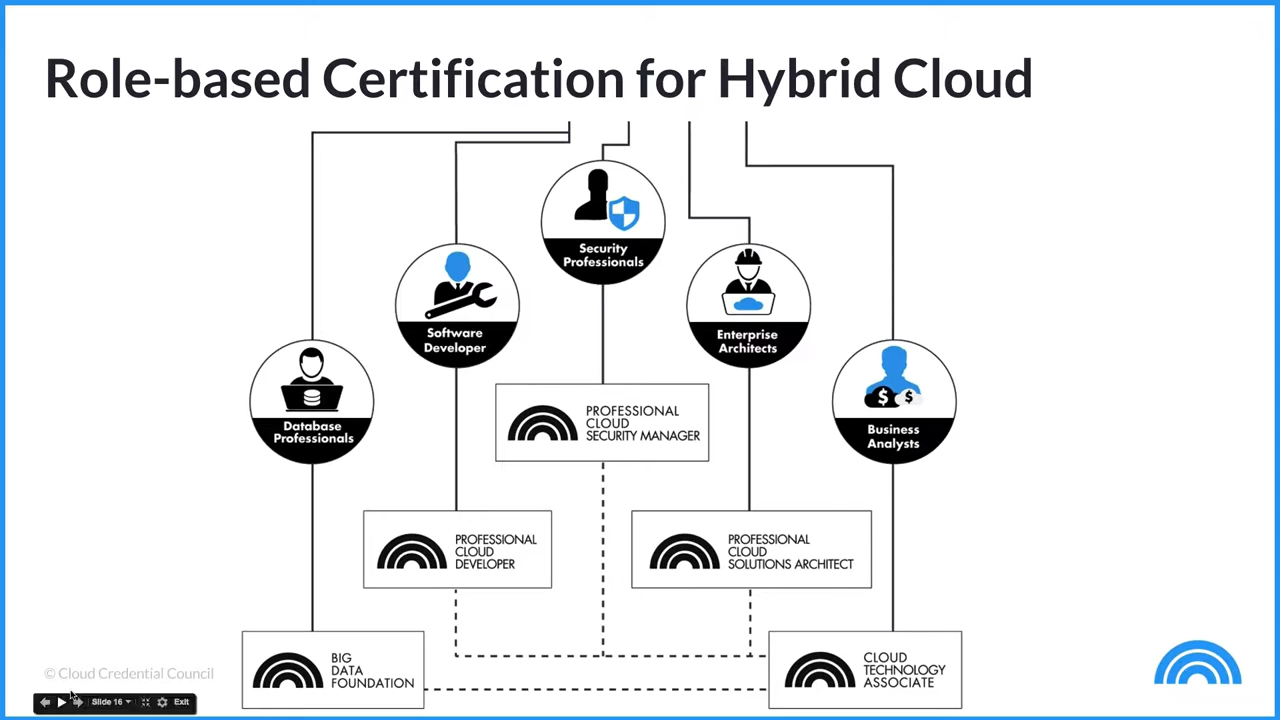 Role-based Certification for Hybrid Cloud
Security
Professionals
Software
Developer
Enterprise
Architects
Database
Professionals
Business
Analysts
$ $
PROFESSIONAL
CLOUD
SECURITY MANAGER
PROFESSIONAL
CLOUD
DEVELOPER
PROFESSIONAL
CLOUD
SOLUTIONS ARCHITECT
BIG
DATA
FOUNDATION
CLOUD
TECHNOLOGY
ASSOCIATE
© Cloud Credential Council
Slide 16
Exit